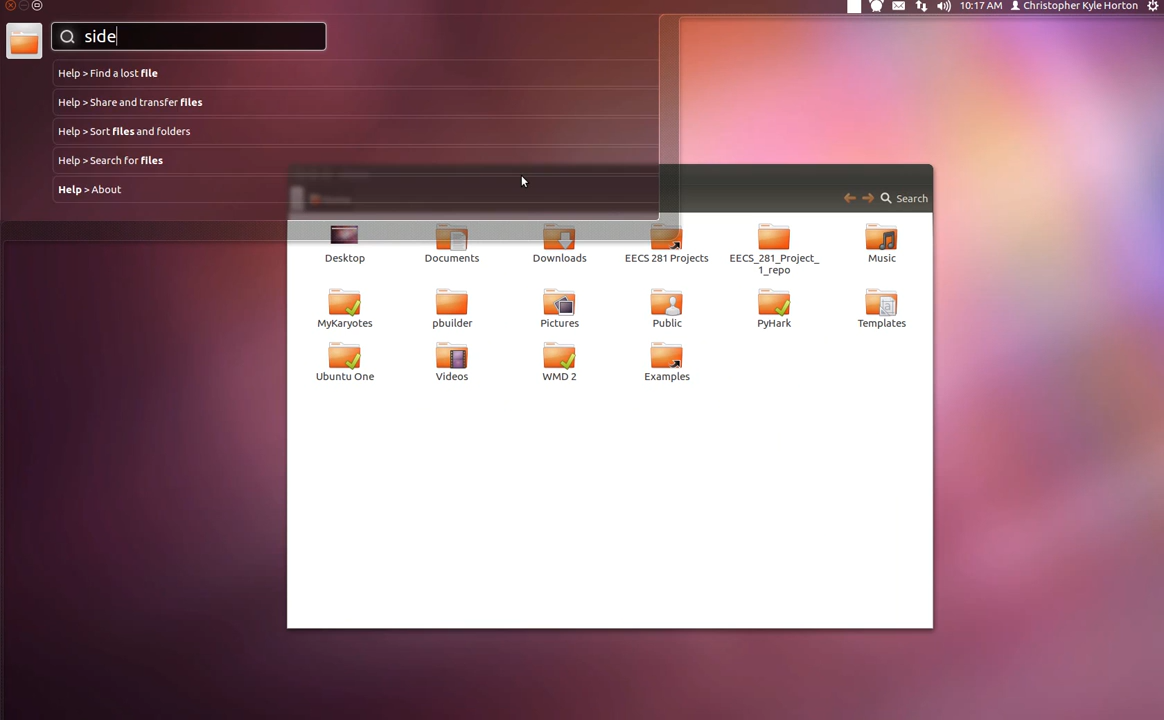 10:17 AM Christopher Kyle Horton
side
Help > Find a lost file
Help > Share and transfer files
Help > Sort files and folders
Help > Search for files
Help > About
Search
Desktop
Documents
Downloads
EECS 281 Projects
EECS_281_Project_
1_repo
Music
MyKaryotes
pbuilder
Pictures
Public
PyHark
Templates
Ubuntu One
Videos
WMD 2
Examples